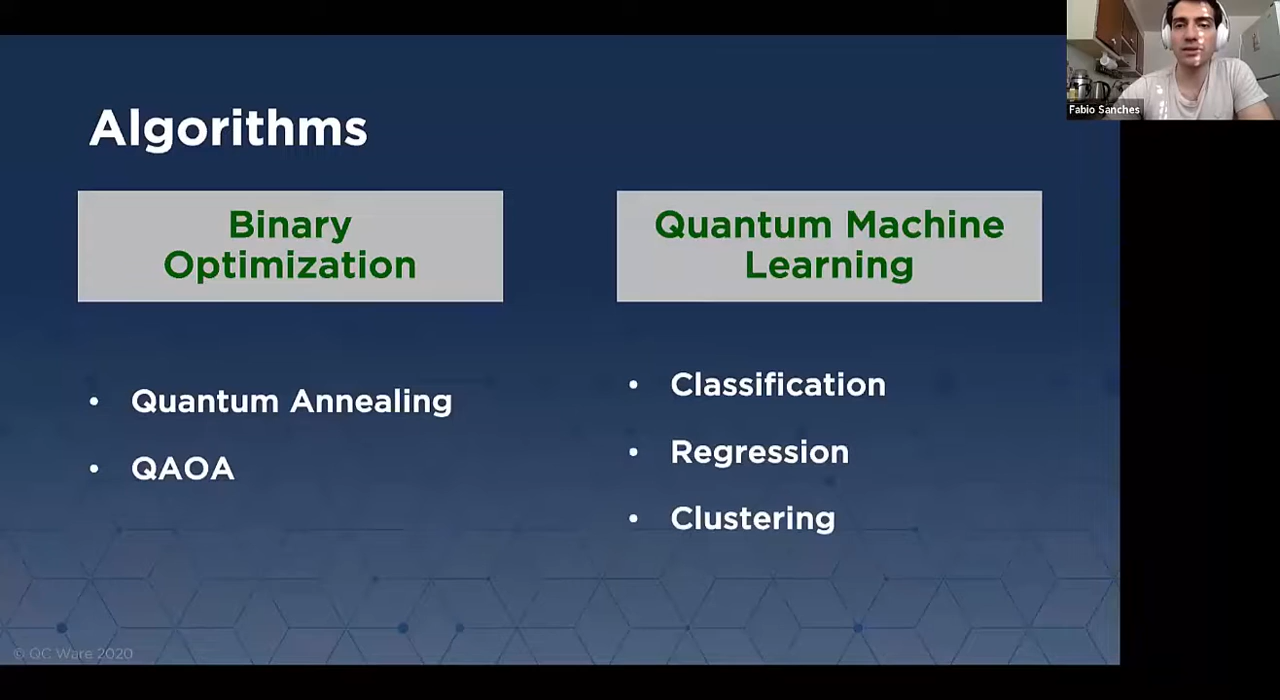 Fabio Sanches
Algorithms
Binary
Optimization
• Quantum Annealing
• QAOA
Quantum Machine
Learning
• Classification
• Regression
• Clustering
© QC Ware 2020